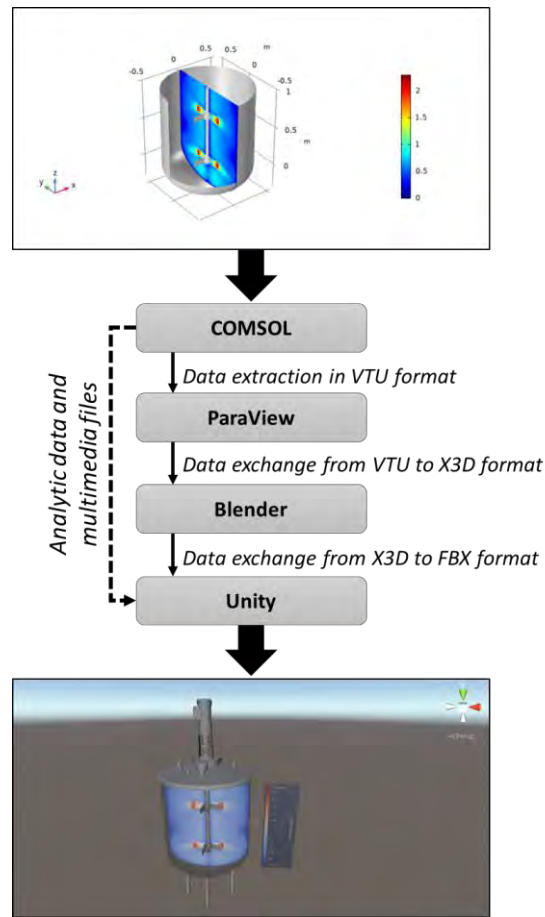 0.5 0.5 m
0 0
-0.5 -0.5
1
0.5
m
0
2
1.5
1
0.5
0
z
y x
COMSOL
Data extraction in VTU format
ParaView
Data exchange from VTU to X3D format
Blender
Data exchange from X3D to FBX format
Unity
Analytic data and
multimedia files